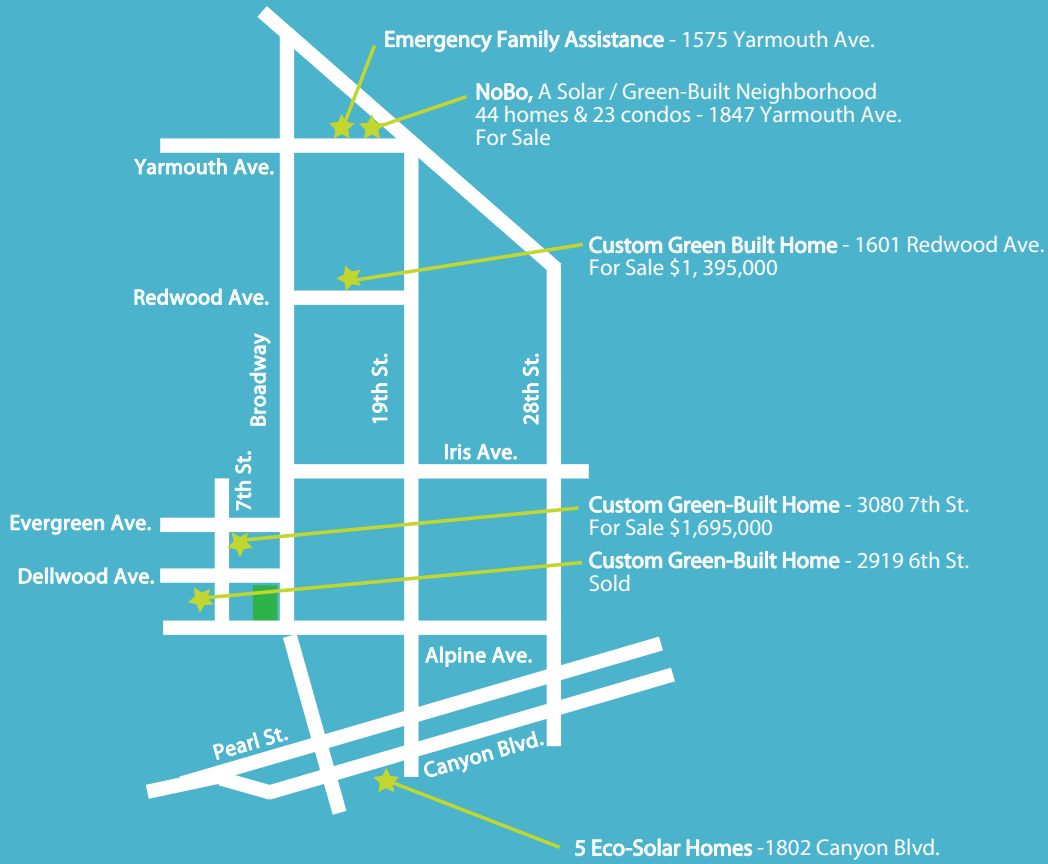 Emergency Family Assistance - 1575 Yarmouth Ave.
NoBo, A Solar / Green-Built Neighborhood
44 homes & 23 condos - 1847 Yarmouth Ave.
For Sale
Yarmouth Ave.
Custom Green Built Home - 1601 Redwood Ave.
For Sale $1, 395,000
Redwood Ave.
Broadway
19th St.
28th St.
Iris Ave.
7th St.
Custom Green-Built Home - 3080 7th St.
For Sale $1,695,000
Evergreen Ave.
Custom Green-Built Home - 2919 6th St.
Sold
Dellwood Ave.
Alpine Ave.
Pearl St.
Canyon Blvd.
5 Eco-Solar Homes -1802 Canyon Blvd.